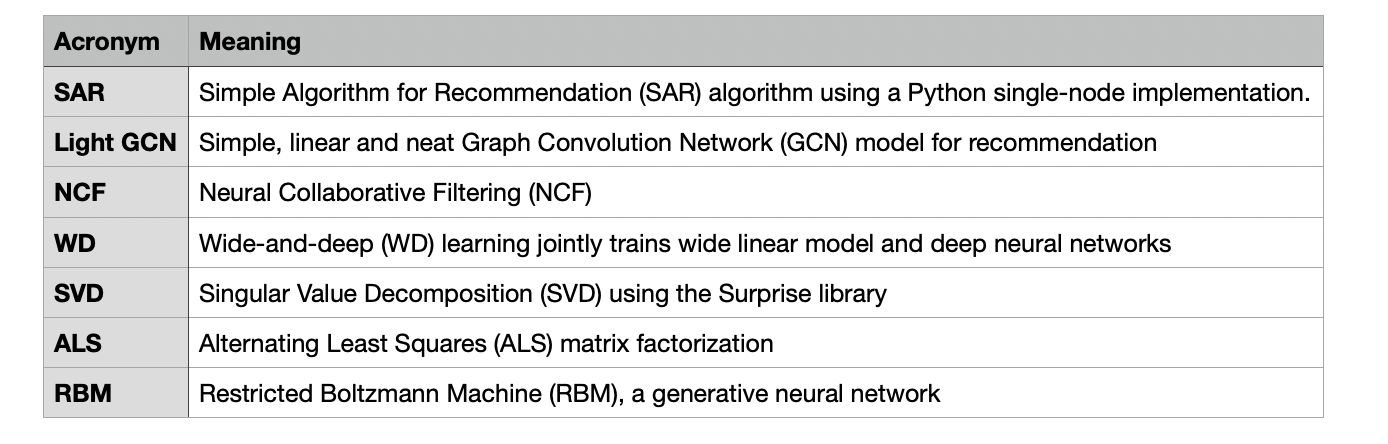 Acronym Meaning
SAR Simple Algorithm for Recommendation (SAR) algorithm using a Python single-node implementation.
Light GCN Simple, linear and neat Graph Convolution Network (GCN) model for recommendation
NCF Neural Collaborative Filtering (NCF)
WD Wide-and-deep (WD) learning jointly trains wide linear model and deep neural networks
SVD Singular Value Decomposition (SVD) using the Surprise library
ALS Alternating Least Squares (ALS) matrix factorization
RBM Restricted Boltzmann Machine (RBM), a generative neural network